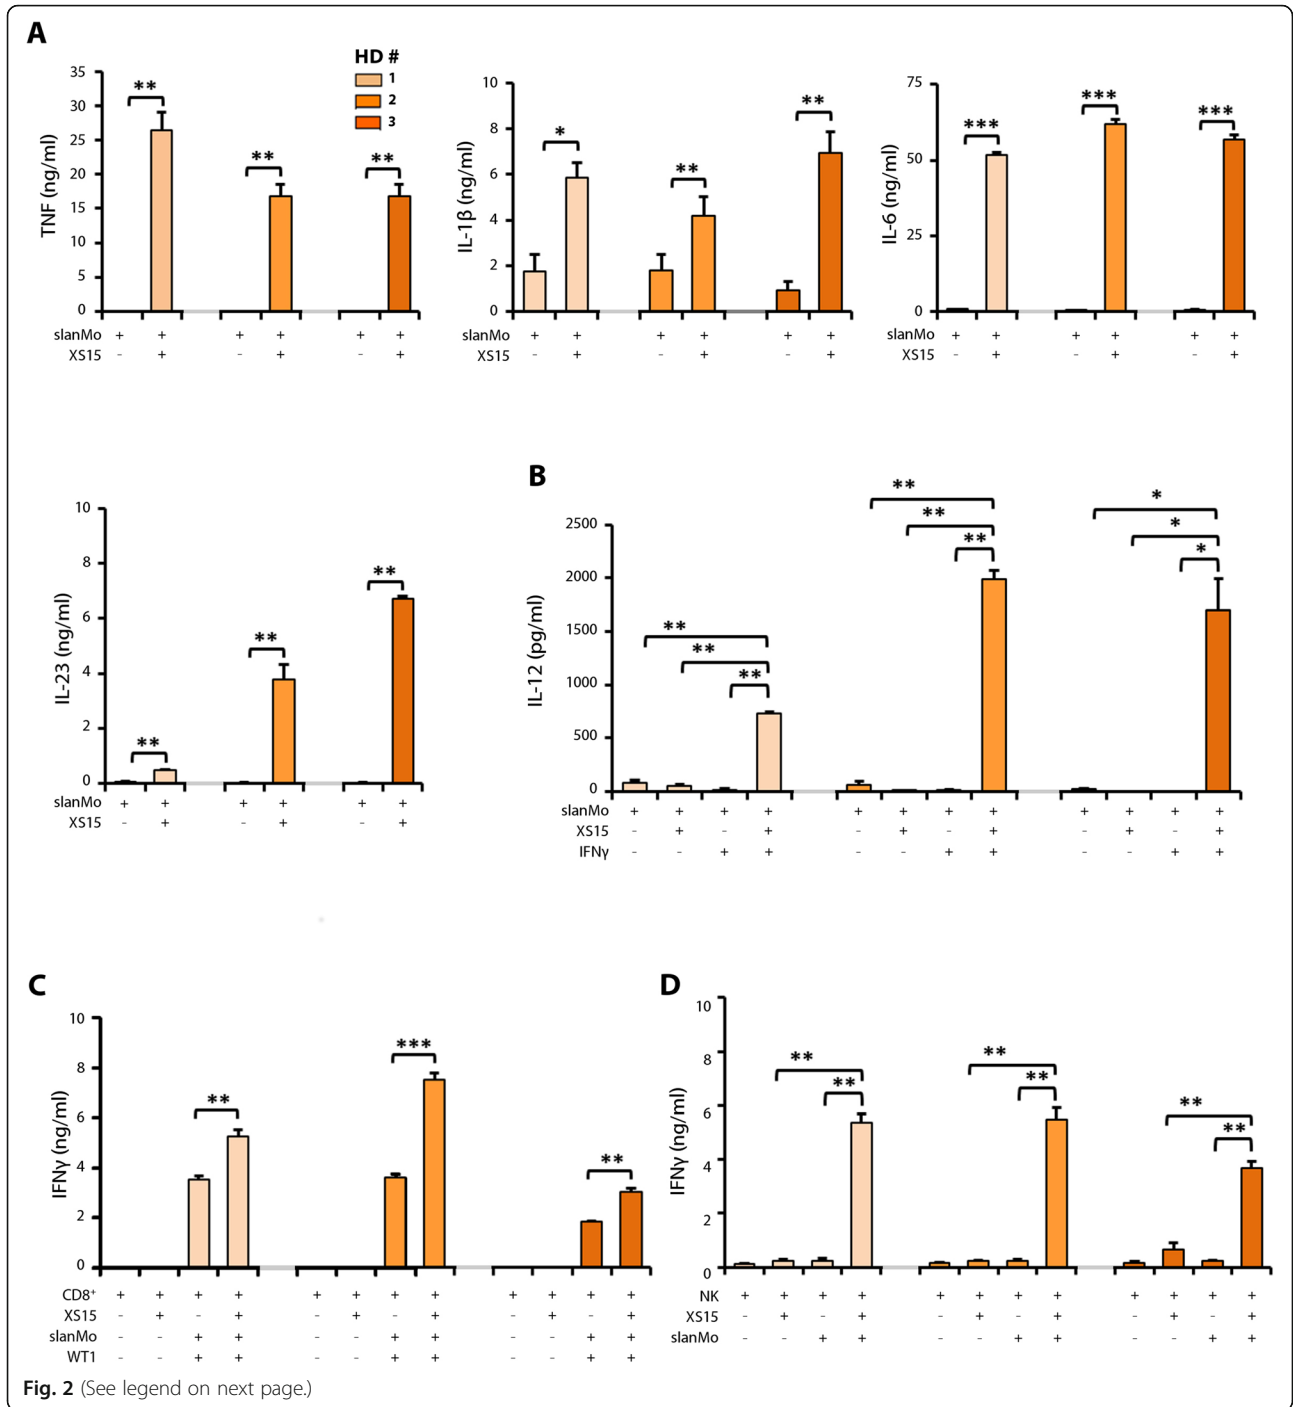 A
HD #
1
2
3
TNF (ng/ml)
35
30
25
20
15
10
5
0
** ** **
slanMo + + + + + +
XS15 - + - + - +
IL-1β (ng/ml)
10
8
6
4
2
0
* ** **
slanMo + + + + + +
XS15 - + - + - +
IL-6 (ng/ml)
75
50
25
0
*** *** ***
slanMo + + + + + +
XS15 - + - + - +
IL-23 (ng/ml)
10
8
6
4
2
0
** ** **
slanMo + + + + + +
XS15 - + - + - +
B
IL-12 (pg/ml)
2500
2000
1500
1000
500
0
** ** *
** ** *
** ** *
slanMo + + + + + + + + + + + +
XS15 - + - + - + - + - + - +
IFNγ - - + + - - + + - - + +
C
IFNγ (ng/ml)
10
8
6
4
2
0
** *** **
CD8+ + + + + + + + + + + + +
XS15 - + - + - + - + - + - +
slanMo - - + + - - + + - - + +
WT1 - - + + - - + + - - + +
D
IFNγ (ng/ml)
10
8
6
4
2
0
** ** **
** ** **
NK + + + + + + + + + + + +
XS15 - + - + - + - + - + - +
slanMo - - + + - - + + - - + +
Fig. 2 (See legend on next page.)